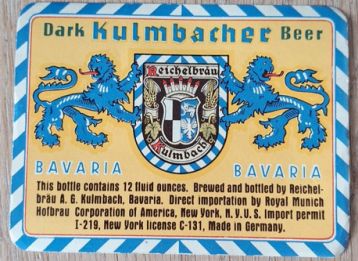 Dark Kulmbacher Beer
Reichelbräu
Kulmbach
BAVARIA BAVARIA
This bottle contains 12 fluid ounces. Brewed and bottled by Reichel-
bräu A. G. Kulmbach, Bavaria. Direct importation by Royal Munich
Hofbrau Corporation of America, New York, N.Y.U.S. Import permit
I-219, New York license C-131, Made in Germany.